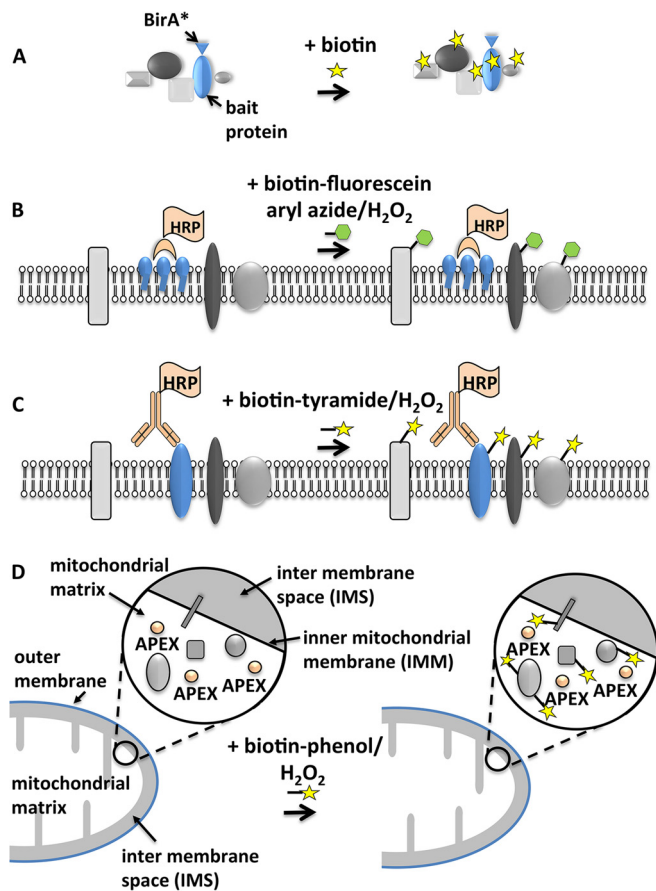 BirA*
A
+ biotin
bait
protein
+ biotin-fluorescein
aryl azide/H₂O₂
B
HRP
HRP
HRP
+ biotin-tyramide/H₂O₂
HRP
C
D
mitochondrial
matrix
inter membrane
space (IMS)
inner mitochondrial
membrane (IMM)
APEX
APEX
APEX
APEX
APEX
APEX
outer
membrane
+ biotin-phenol/
H₂O₂
mitochondrial
matrix
inter membrane
space (IMS)